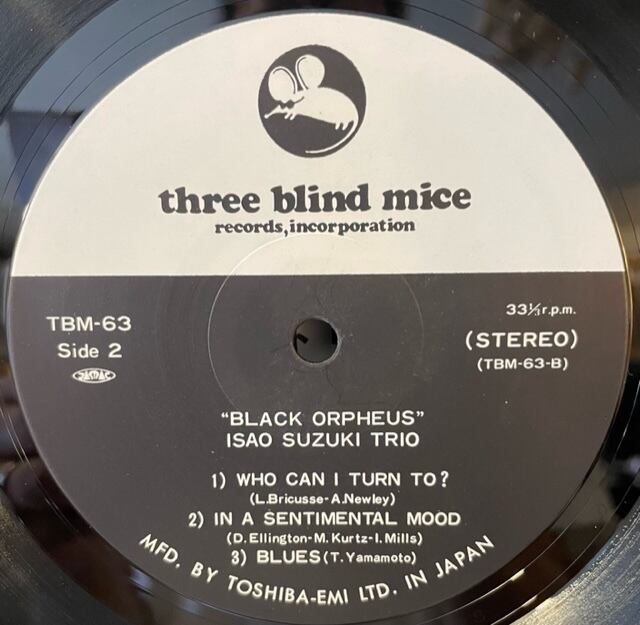 three blind mice
records, incorporation
TBM-63
Side 2
JASRAC
33⅓ r.p.m.
(STEREO)
(TBM-63-B)
"BLACK ORPHEUS"
ISAO SUZUKI TRIO
1) WHO CAN I TURN TO?
(L.Bricusse-A.Newley)
2) IN A SENTIMENTAL MOOD
(D. Ellington-M. Kurtz-I. Mills)
3) BLUES (T. Yamamoto)
MFD. BY TOSHIBA-EMI LTD. IN JAPAN